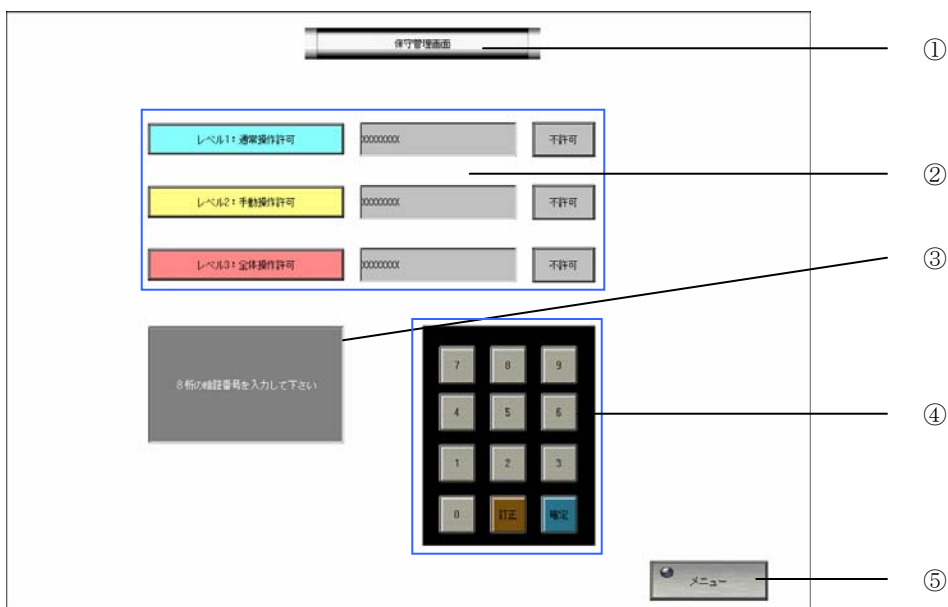 保守管理画面
①
レベル1:通常操作許可 XXXXXXXX 不許可
②
レベル2:手動操作許可 XXXXXXXX 不許可
③
レベル3:全体操作許可 XXXXXXXX 不許可
8桁の暗証番号を入力して下さい
7 8 9
4 5 6
④
1 2 3
0 訂正 確定
メニュー
⑤